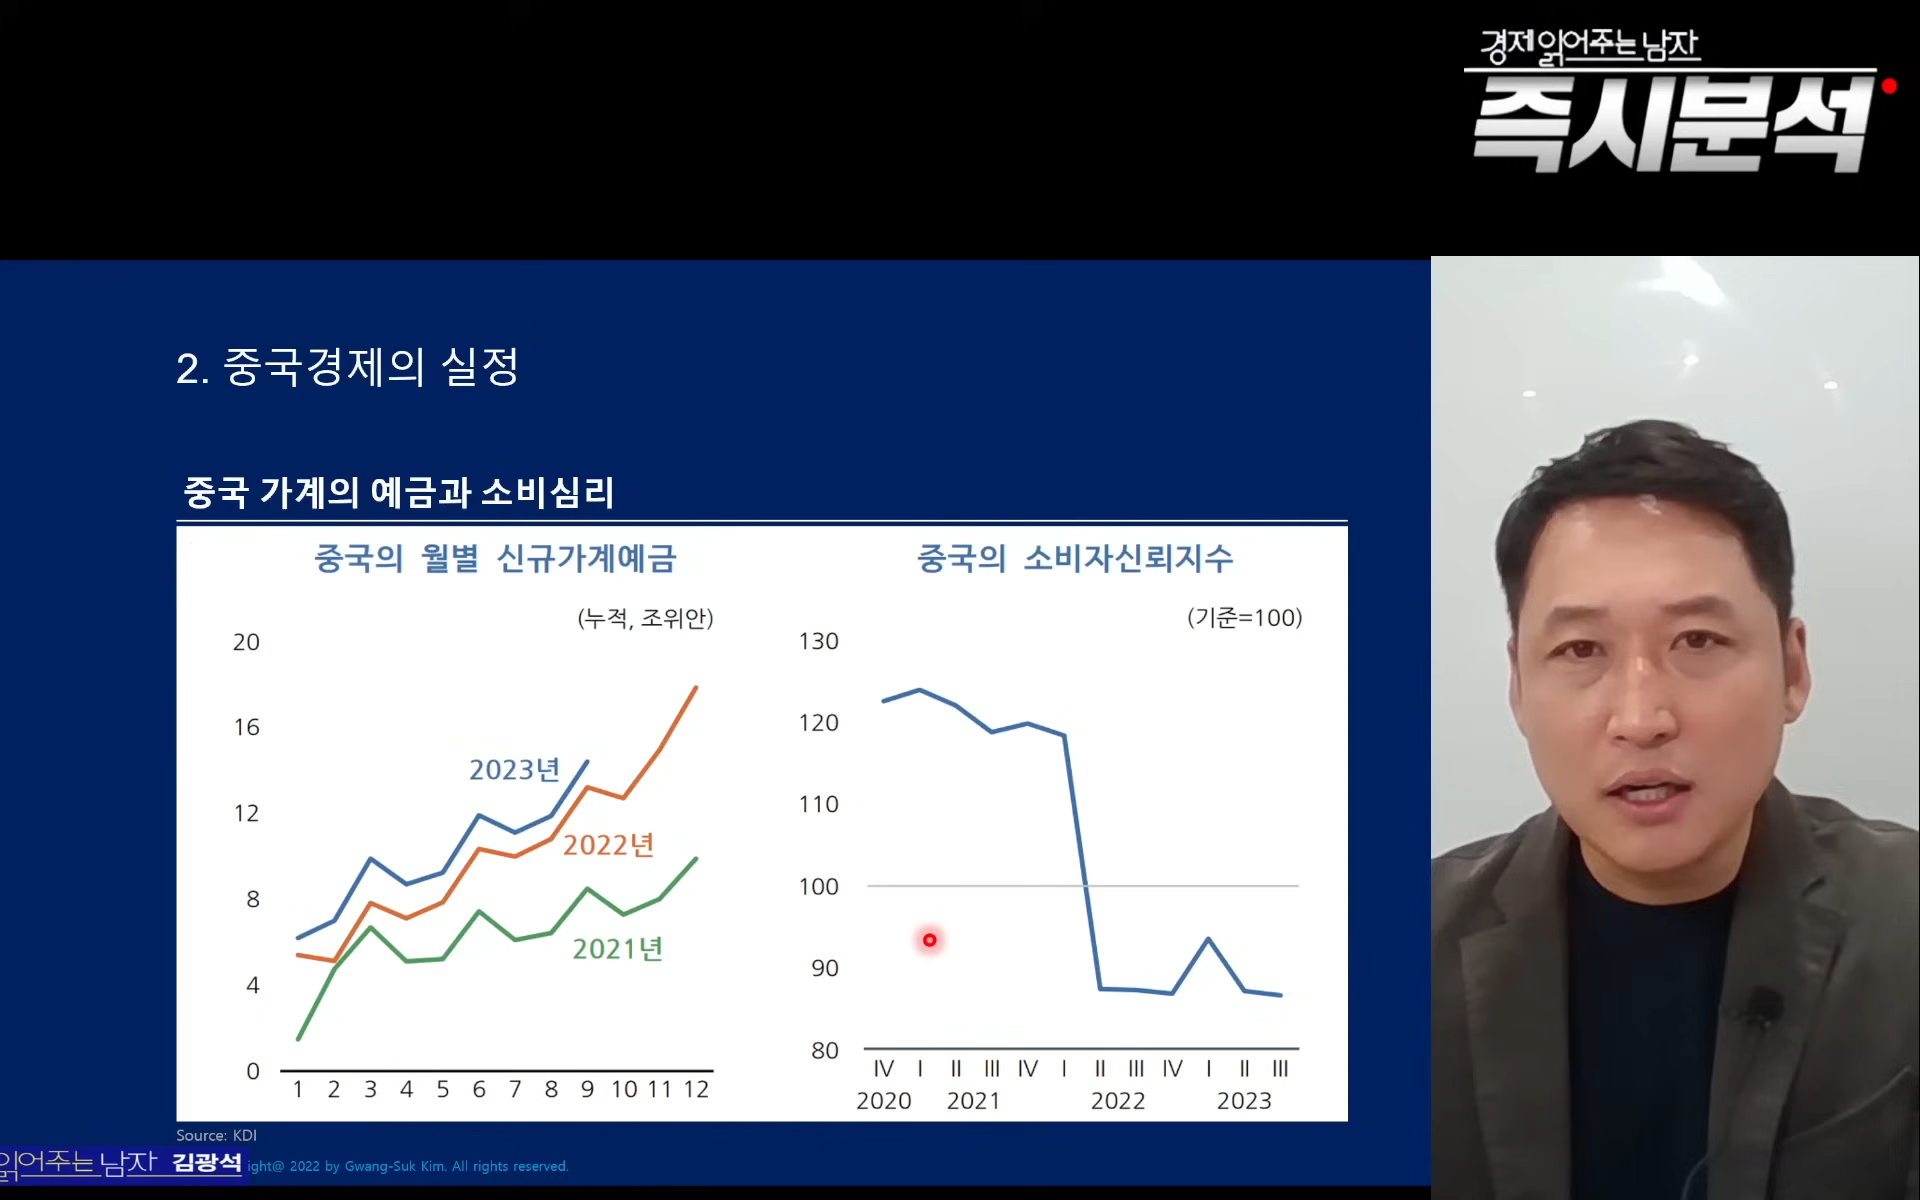 경제읽어주는남자
즉시분석
2. 중국경제의 실정
중국 가계의 예금과 소비심리
중국의 월별 신규가계예금
(누적, 조위안)
20
16
12
8
4
0
2023년
2022년
2021년
1 2 3 4 5 6 7 8 9 10 11 12
중국의 소비자신뢰지수
(기준=100)
130
120
110
100
90
80
IV I II III IV I II III IV I II III
2020 2021 2022 2023
Source: KDI
읽어주는남자 김광석
ight@ 2022 by Gwang-Suk Kim. All rights reserved.